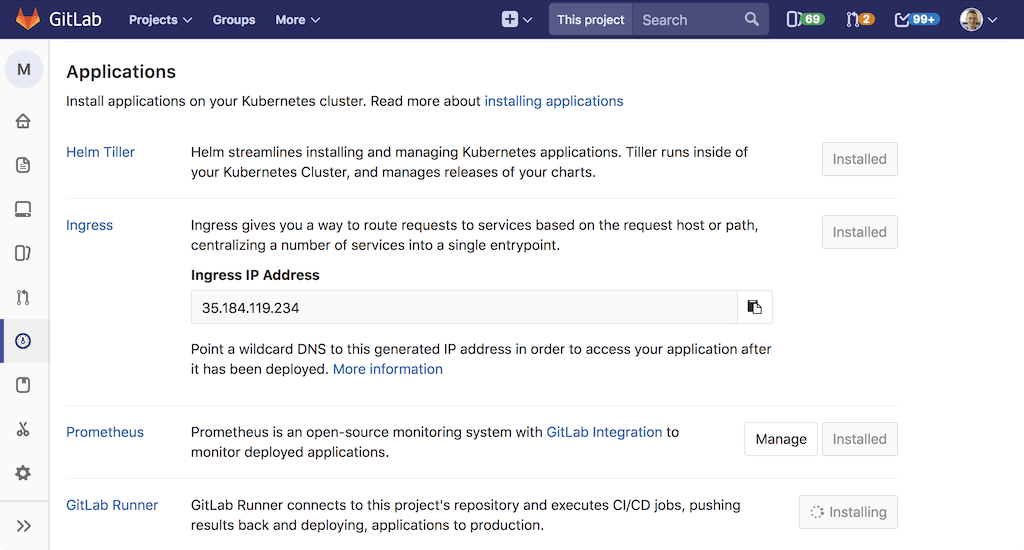 GitLab Projects Groups More This project Search 69 2 99+
M
Applications
Install applications on your Kubernetes cluster. Read more about installing applications
Helm Tiller
Helm streamlines installing and managing Kubernetes applications. Tiller runs inside of
your Kubernetes Cluster, and manages releases of your charts.
Installed
Ingress
Ingress gives you a way to route requests to services based on the request host or path,
centralizing a number of services into a single entrypoint.
Installed
Ingress IP Address
35.184.119.234
Point a wildcard DNS to this generated IP address in order to access your application after
it has been deployed. More information
Prometheus
Prometheus is an open-source monitoring system with GitLab Integration to
monitor deployed applications.
Manage Installed
GitLab Runner
GitLab Runner connects to this project's repository and executes CI/CD jobs, pushing
results back and deploying, applications to production.
Installing